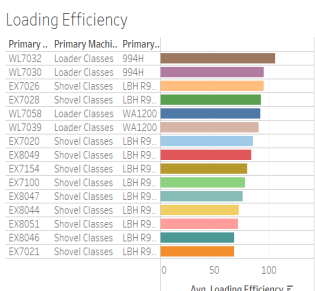 Loading Efficiency
Primary .. Primary Machi.. Primary..
WL7032 Loader Classes 994H
WL7030 Loader Classes 994H
EX7026 Shovel Classes LBH R9..
EX7028 Shovel Classes LBH R9..
WL7058 Loader Classes WA1200
WL7039 Loader Classes WA1200
EX7020 Shovel Classes LBH R9..
EX8049 Shovel Classes LBH R9..
EX7154 Shovel Classes LBH R9..
EX7100 Shovel Classes LBH R9..
EX8047 Shovel Classes LBH R9..
EX8044 Shovel Classes LBH R9..
EX8051 Shovel Classes LBH R9..
EX8046 Shovel Classes LBH R9..
EX7021 Shovel Classes LBH R9..
0 50 100
Avg. Loading Efficiency